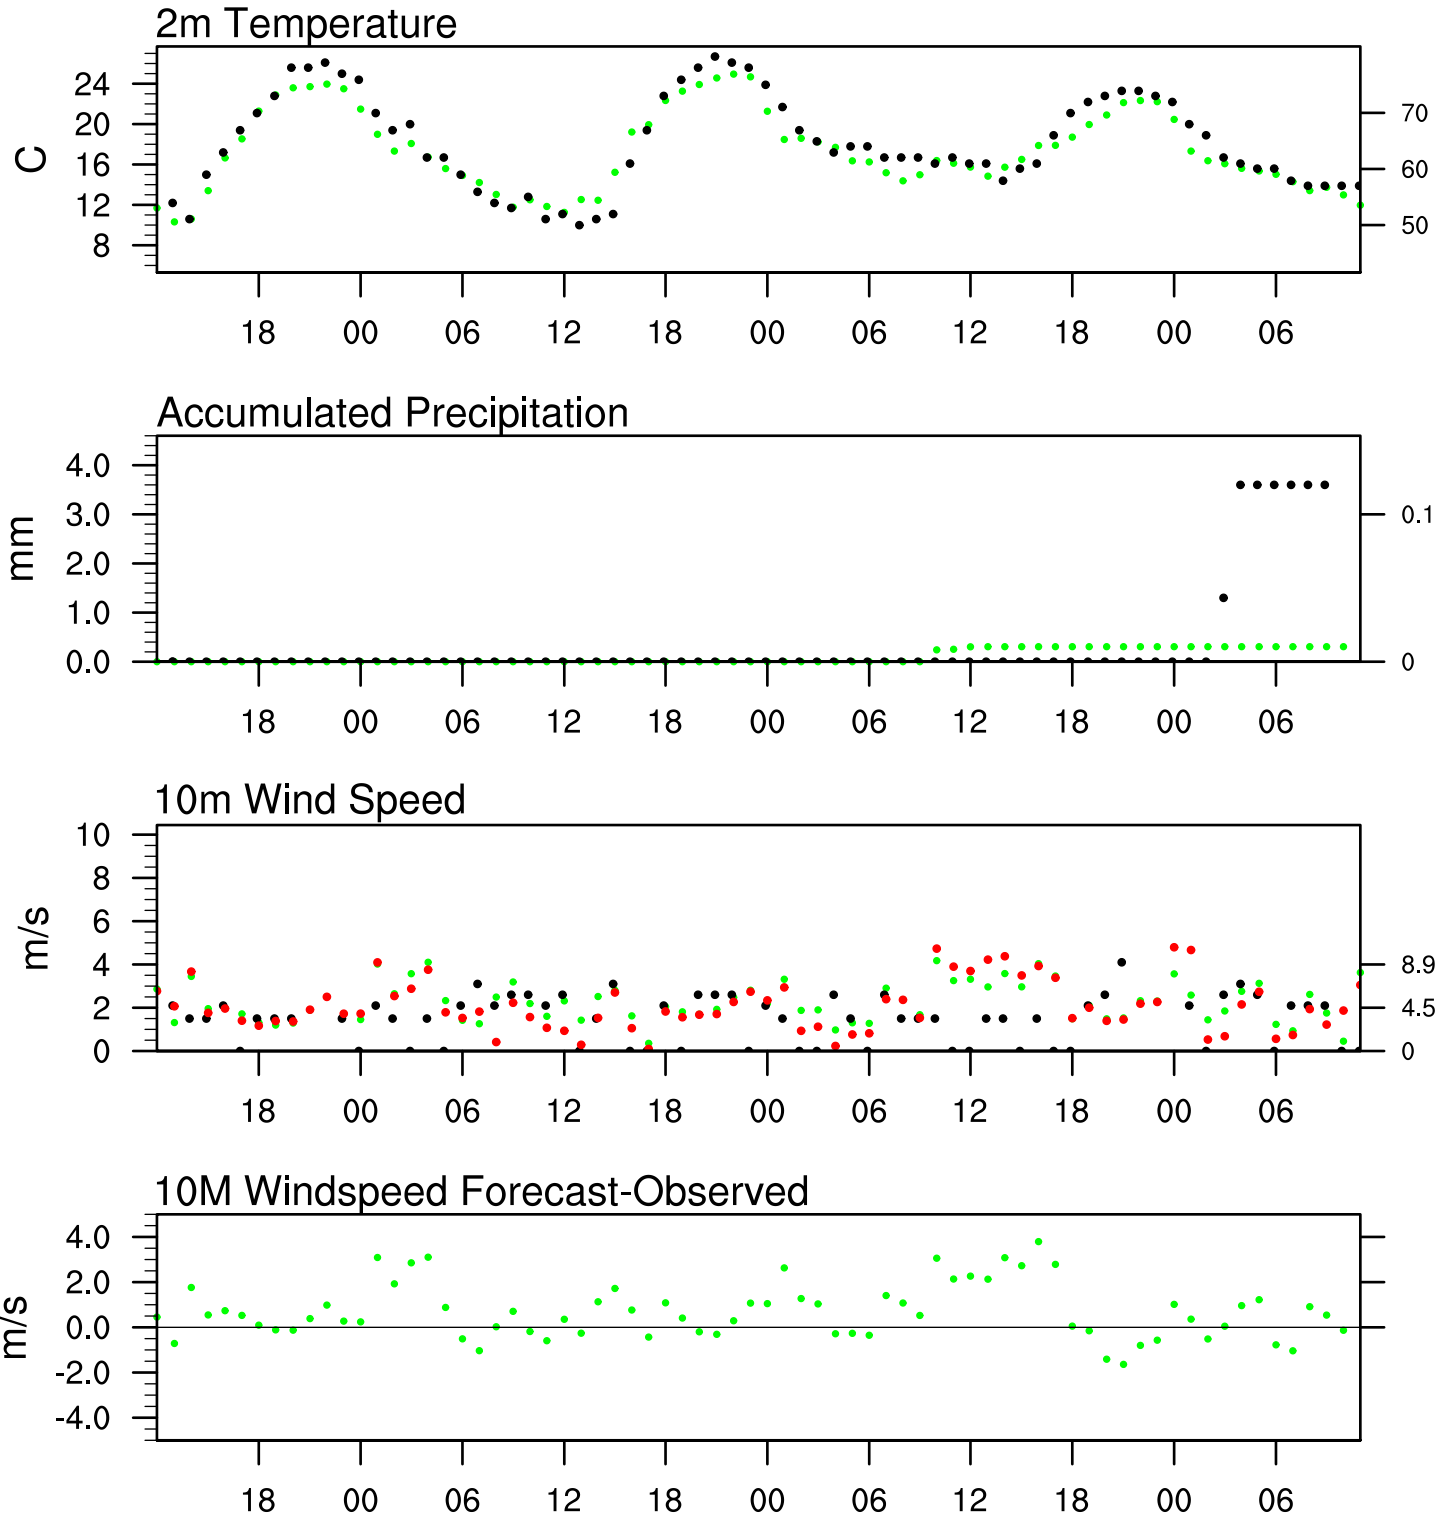 2m Temperature
C
24
20
16
12
8
70
60
50
18 00 06 12 18 00 06 12 18 00 06
Accumulated Precipitation
mm
4.0
3.0
2.0
1.0
0.0
0.1
0
18 00 06 12 18 00 06 12 18 00 06
10m Wind Speed
m/s
10
8
6
4
2
0
8.9
4.5
0
18 00 06 12 18 00 06 12 18 00 06
10M Windspeed Forecast-Observed
m/s
4.0
2.0
0.0
-2.0
-4.0
18 00 06 12 18 00 06 12 18 00 06